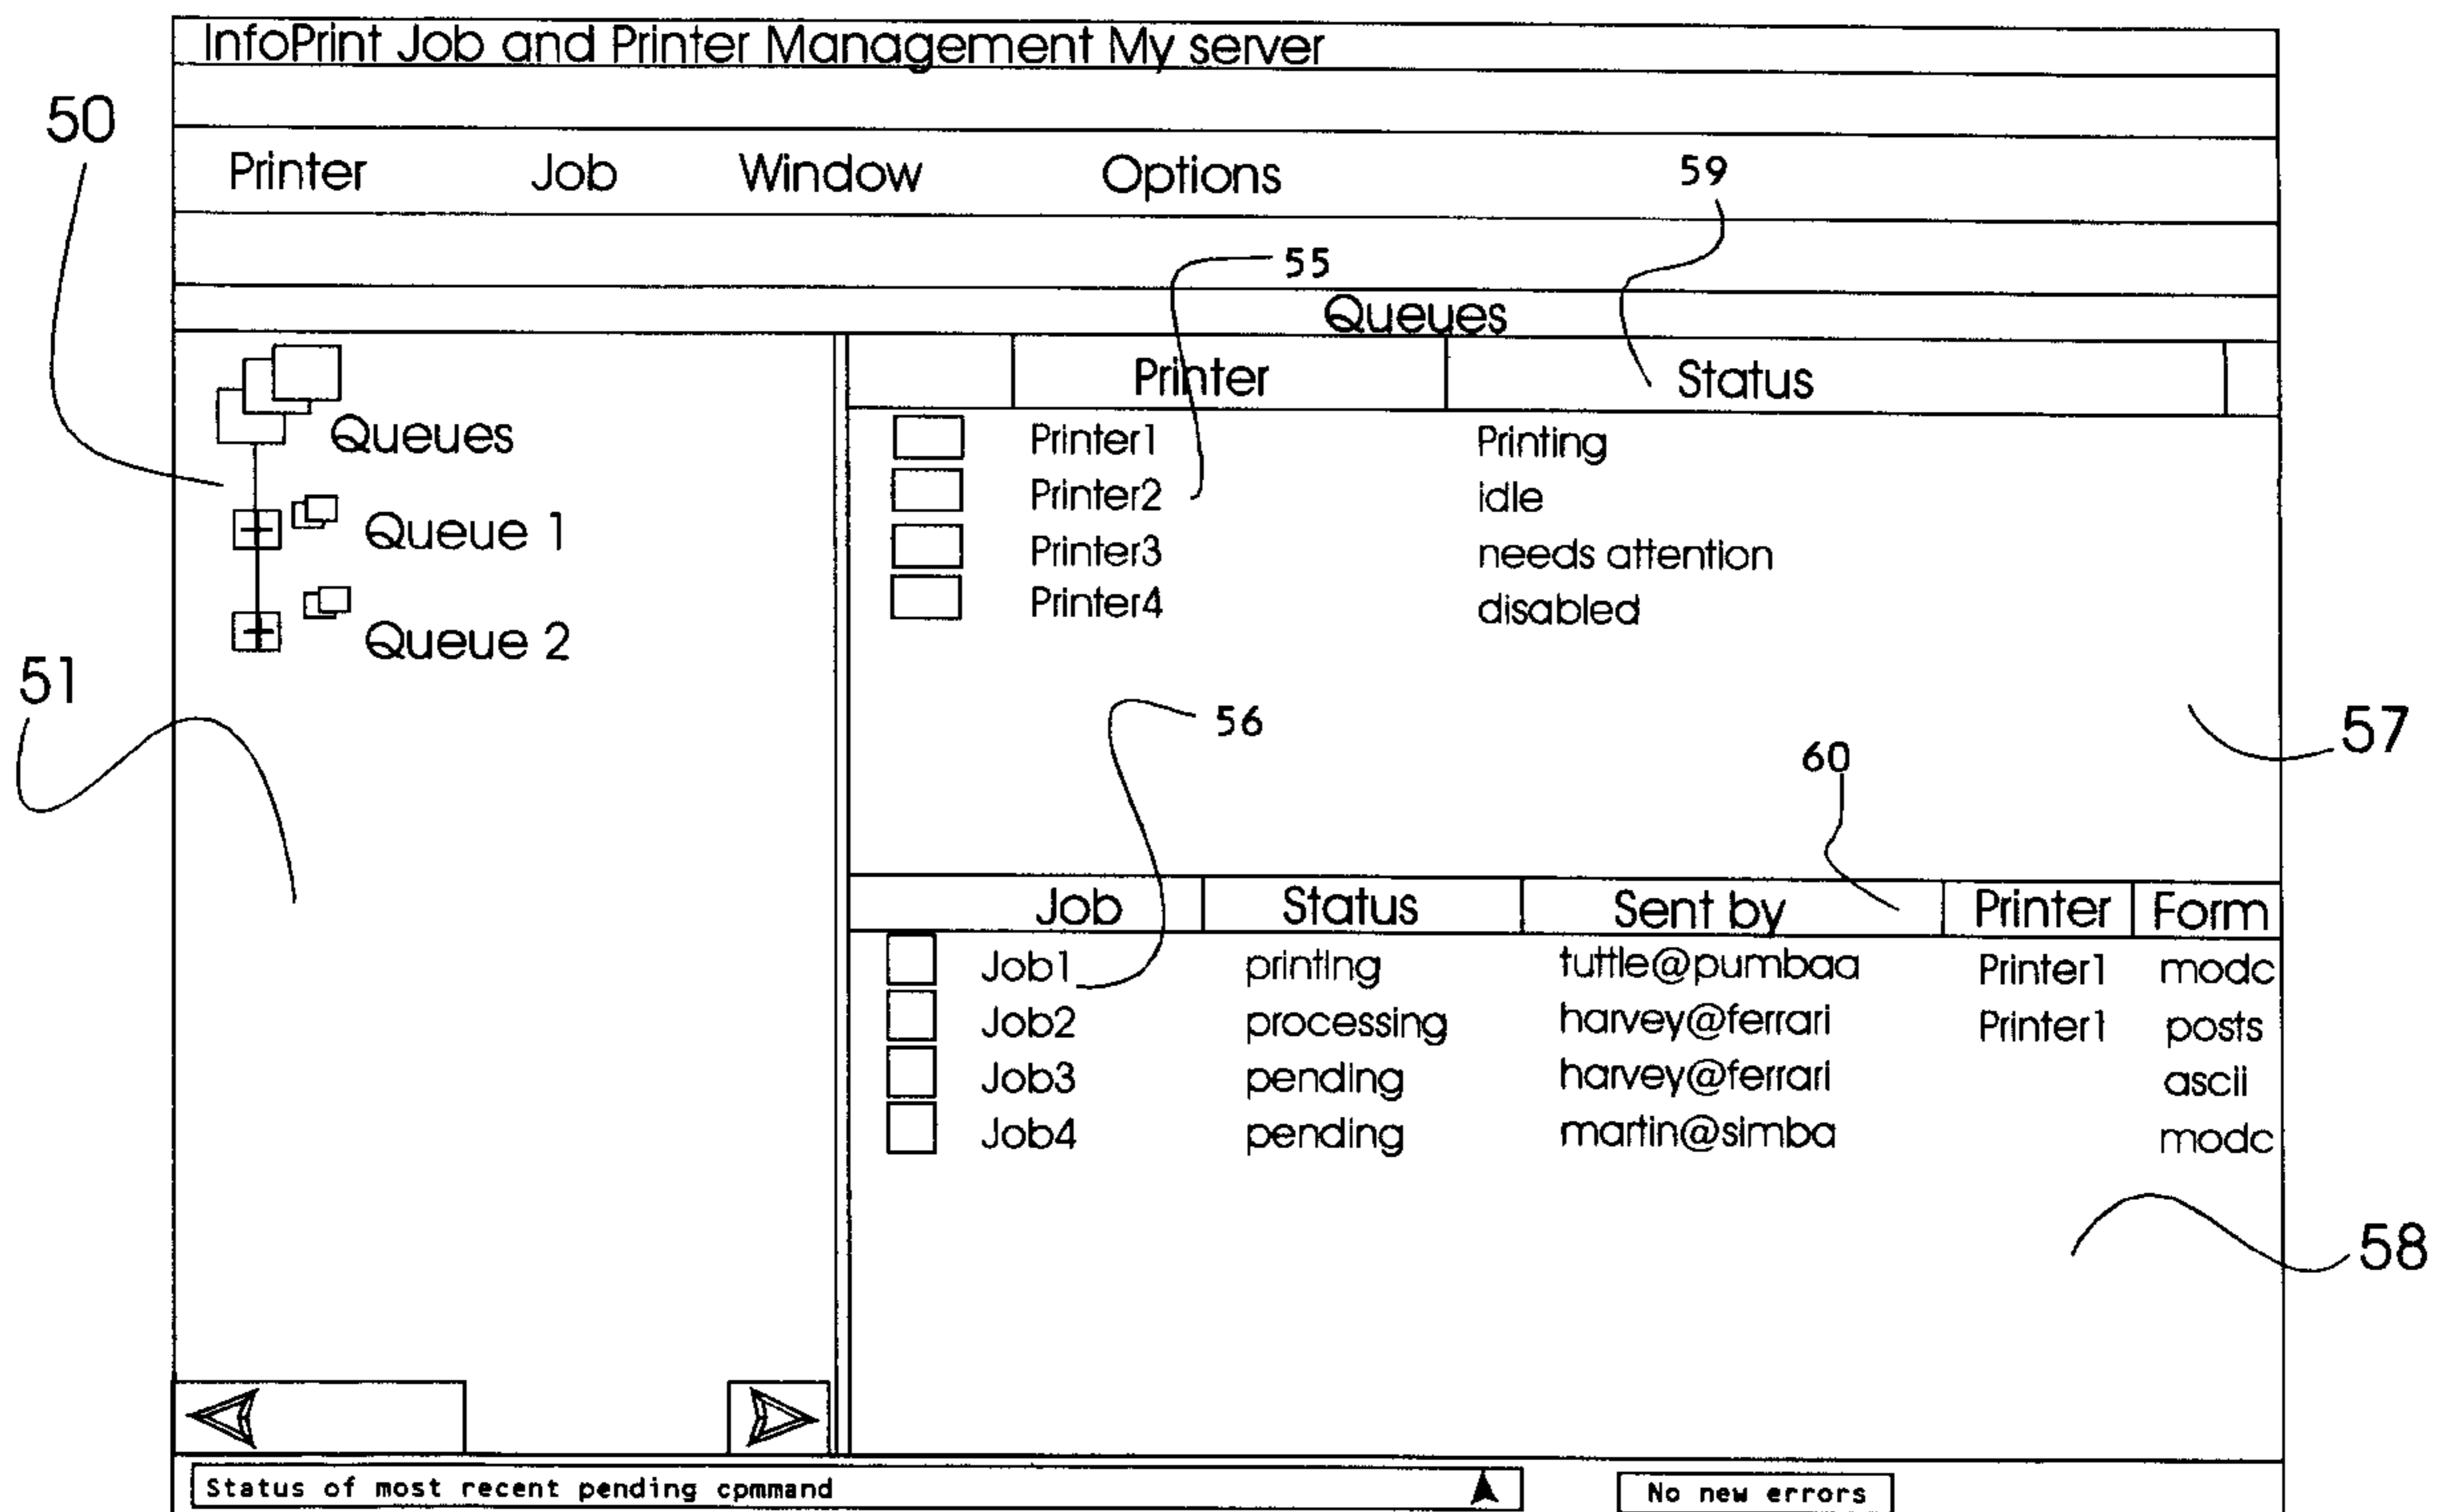 InfoPrint Job and Printer Management My server
50
Printer Job Window Options 59
55
Queues
Printer Status
Queues
Printer1 Printing
Printer2 idle
Queue 1
Printer3 needs attention
Printer4 disabled
Queue 2
51
56
57
60
Job Status Sent by Printer Form
Job1 printing tuttle@pumbaa Printer1 modc
Job2 processing harvey@ferrari Printer1 posts
Job3 pending harvey@ferrari ascii
Job4 pending martin@simba modc
58
Status of most recent pending cpmmand No new errors